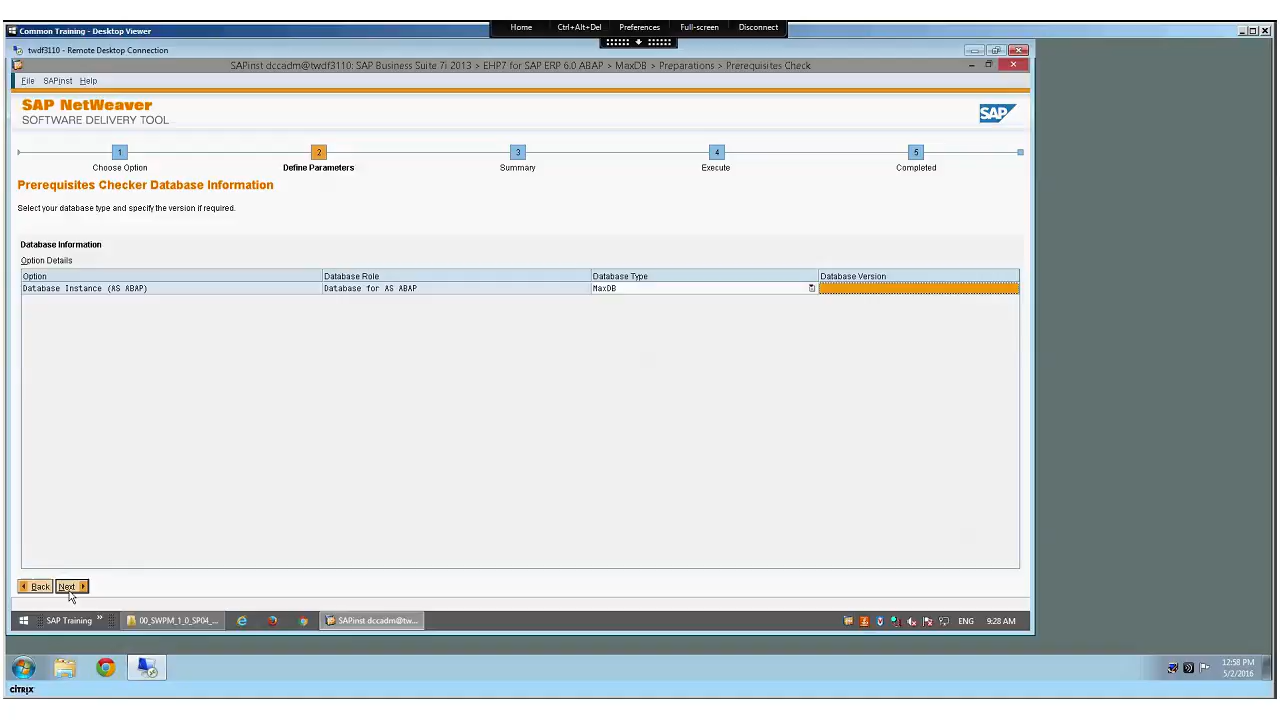 Common Training - Desktop Viewer
Home Ctrl+Alt+Del Preferences Full-screen Disconnect
twdf3110 - Remote Desktop Connection
SAPinst dccadm@twdf3110: SAP Business Suite 7i 2013 > EHP7 for SAP ERP 6.0 ABAP > MaxDB > Preparations > Prerequisites Check
File SAPinst Help
SAP NetWeaver
SOFTWARE DELIVERY TOOL
SAP
1 2 3 4 5
Choose Option Define Parameters Summary Execute Completed
Prerequisites Checker Database Information
Select your database type and specify the version if required.
Database Information
Option Details
Option Database Role Database Type Database Version
Database Instance (AS ABAP) Database for AS ABAP MaxDB
Back Next
SAP Training » 00_SWPM_1_0_SP04_... SAPinst dccadm@tw... ENG 9:28 AM
12:58 PM
5/2/2016
CITRIX